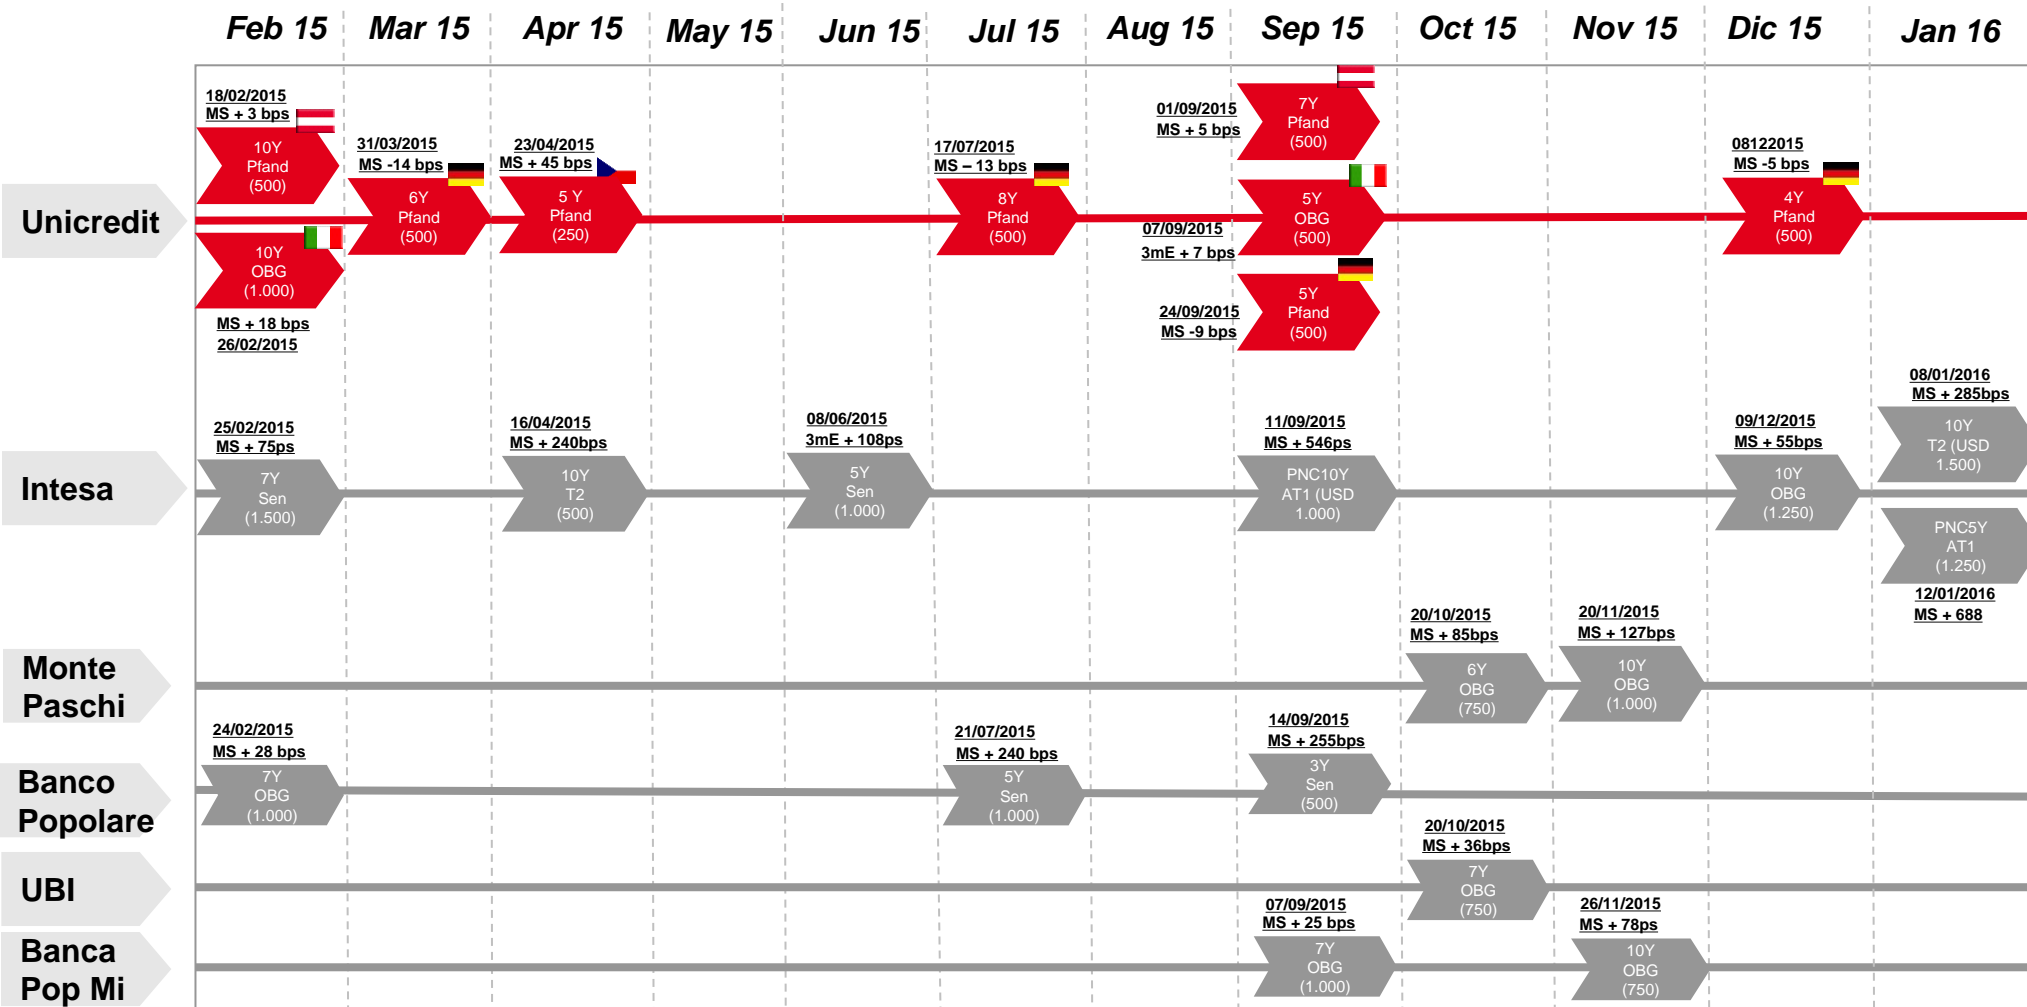 Feb 15 Mar 15 Apr 15 May 15 Jun 15 Jul 15 Aug 15 Sep 15 Oct 15 Nov 15 Dic 15 Jan 16
Unicredit
18/02/2015
MS + 3 bps
10Y
Pfand
(500)
10Y
OBG
(1.000)
MS + 18 bps
26/02/2015
31/03/2015
MS -14 bps
6Y
Pfand
(500)
23/04/2015
MS + 45 bps
5 Y
Pfand
(250)
17/07/2015
MS – 13 bps
8Y
Pfand
(500)
01/09/2015
MS + 5 bps
7Y
Pfand
(500)
07/09/2015
3mE + 7 bps
5Y
OBG
(500)
24/09/2015
MS -9 bps
5Y
Pfand
(500)
08122015
MS -5 bps
4Y
Pfand
(500)
Intesa
25/02/2015
MS + 75ps
7Y
Sen
(1.500)
16/04/2015
MS + 240bps
10Y
T2
(500)
08/06/2015
3mE + 108ps
5Y
Sen
(1.000)
11/09/2015
MS + 546ps
PNC10Y
AT1 (USD
1.000)
09/12/2015
MS + 55bps
10Y
OBG
(1.250)
08/01/2016
MS + 285bps
10Y
T2 (USD
1.500)
PNC5Y
AT1
(1.250)
12/01/2016
MS + 688
Monte
Paschi
20/10/2015
MS + 85bps
6Y
OBG
(750)
20/11/2015
MS + 127bps
10Y
OBG
(1.000)
Banco
Popolare
24/02/2015
MS + 28 bps
7Y
OBG
(1.000)
21/07/2015
MS + 240 bps
5Y
Sen
(1.000)
14/09/2015
MS + 255bps
3Y
Sen
(500)
UBI
20/10/2015
MS + 36bps
7Y
OBG
(750)
Banca
Pop Mi
07/09/2015
MS + 25 bps
7Y
OBG
(1.000)
26/11/2015
MS + 78ps
10Y
OBG
(750)